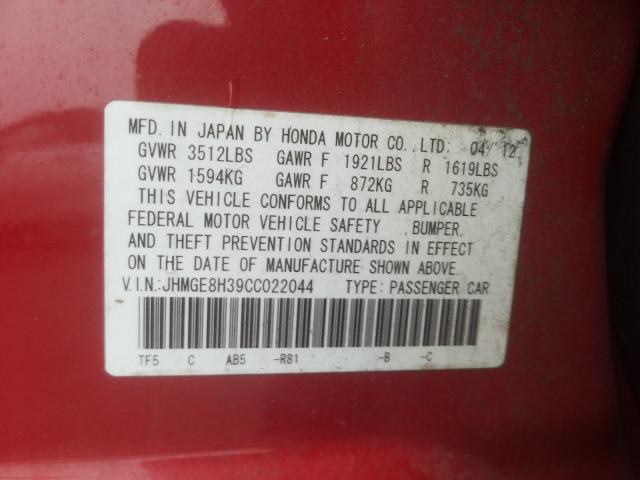 MFD. IN JAPAN BY HONDA MOTOR CO., LTD. 04/12
GVWR 3512LBS GAWR F 1921LBS R 1619LBS
GVWR 1594KG GAWR F 872KG R 735KG
THIS VEHICLE CONFORMS TO ALL APPLICABLE
FEDERAL MOTOR VEHICLE SAFETY, BUMPER,
AND THEFT PREVENTION STANDARDS IN EFFECT
ON THE DATE OF MANUFACTURE SHOWN ABOVE.
V.I.N.:JHMGE8H39CC022044 TYPE: PASSENGER CAR
TF5 C AB5 -R81 -B -C